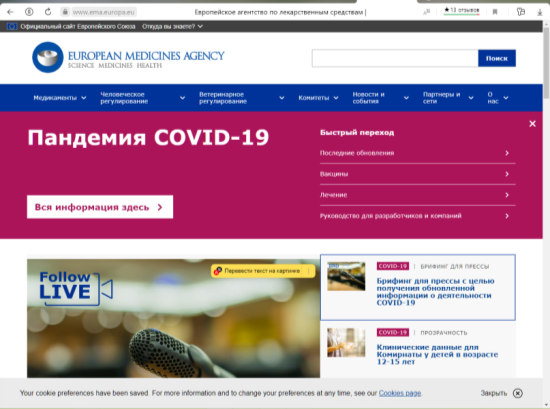 www.ema.europa.eu
Европейское агентство по лекарственным средствам |
13 отзывов
Официальный сайт Европейского Союза
Откуда вы знаете?
EUROPEAN MEDICINES AGENCY
SCIENCE MEDICINES HEALTH
Поиск
Медикаменты
Человеческое
регулирование
Ветеринарное
регулирование
Комитеты
Новости и
события
Партнеры и
сети
О
нас
Пандемия COVID-19
Вся информация здесь
Быстрый переход
Последние обновления
Вакцины
Лечение
Руководство для разработчиков и компаний
Follow
LIVE
Перевести текст на картинке
COVID-19 | БРИФИНГ ДЛЯ ПРЕССЫ
Брифинг для прессы с целью
получения обновленной
информации о деятельности
COVID-19
COVID-19 | ПРОЗРАЧНОСТЬ
Клинические данные для
Комирнаты у детей в возрасте
12-15 лет
Your cookie preferences have been saved. For more information and to change your preferences at any time, see our Cookies page
Закрыть